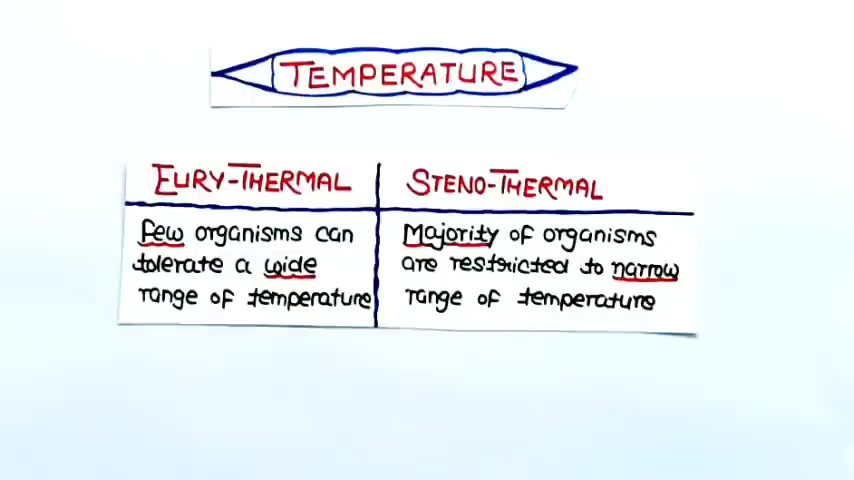 TEMPERATURE
EURY-THERMAL
Few organisms can
tolerate a wide
range of temperature
STENO-THERMAL
Majority of organisms
are restricted to narrow
range of temperature